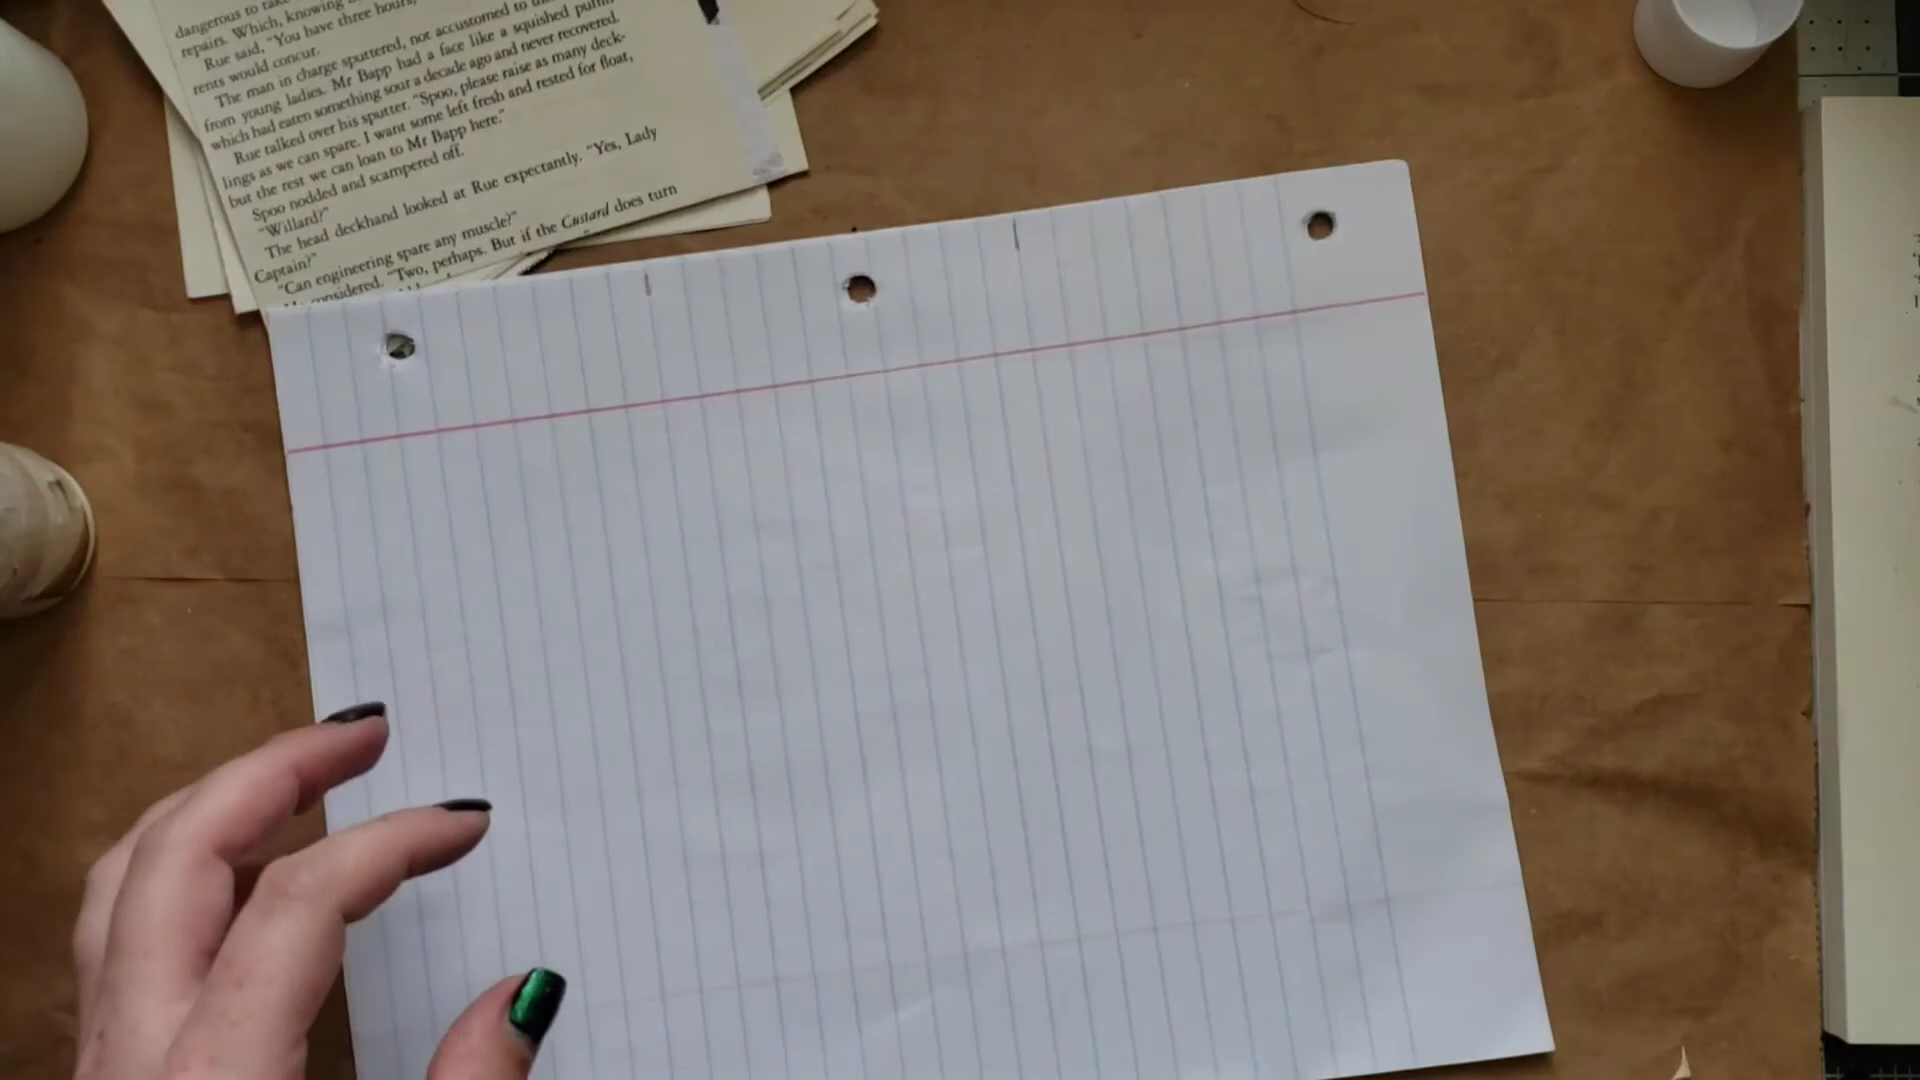 dangerous to take
repairs. Which, knowing
Rue said, "You have three hours,
rents would concur.
The man in charge sputtered, not accustomed to
from young ladies. Mr Bapp had a face like a squished
which had eaten something sour a decade ago and never recovered.
Rue talked over his sputter. "Spoo, please raise as many deck-
lings as we can spare. I want some left fresh and rested for float,
but the rest we can loan to Mr Bapp here."
Spoo nodded and scampered off.
"Willard?"
The head deckhand looked at Rue expectantly. "Yes, Lady
Captain?"
"Can engineering spare any muscle?"
He considered. "Two, perhaps. But if the Custard does turn